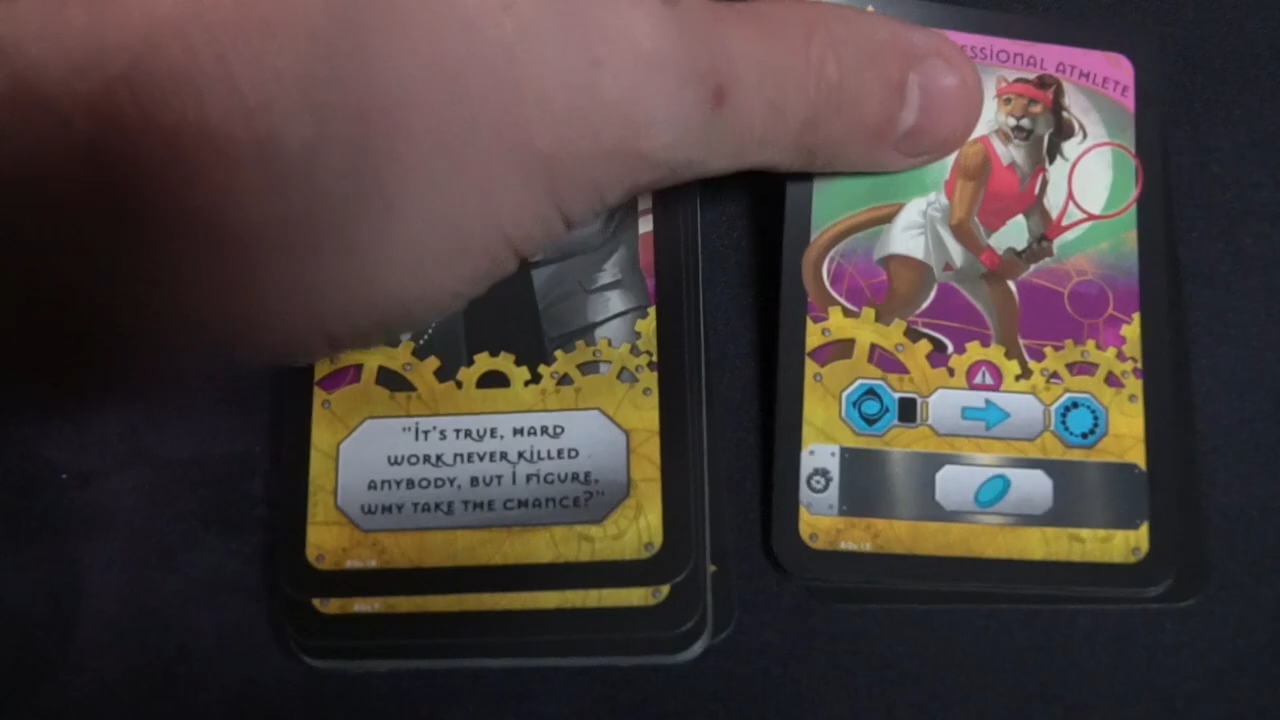 ESSIONAL ATHLETE
"IT'S TRUE, HARD
WORK NEVER KILLED
ANYBODY, BUT I FIGURE,
WHY TAKE THE CHANCE?"